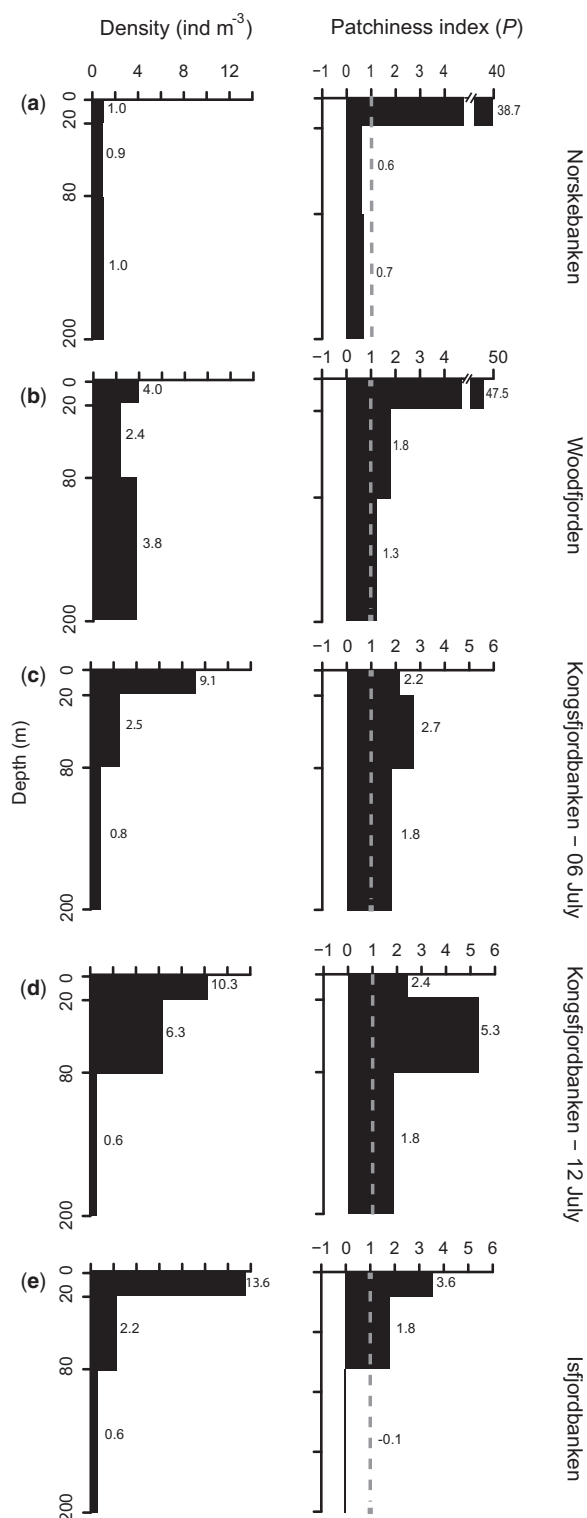 Density (ind m⁻³) Patchiness index (P)
0 4 8 12 −1 0 1 2 3 4 40
(a) 0 20 80 200
1.0
0.9
1.0
38.7
0.6
0.7
Norskebanken
−1 0 1 2 3 4 50
(b) 0 20 80 200
4.0
2.4
3.8
47.5
1.8
1.3
Woodfjorden
−1 0 1 2 3 4 5 6
(c) 0 20 80 200
Depth (m)
9.1
2.5
0.8
2.2
2.7
1.8
Kongsfjordbanken − 06 July
−1 0 1 2 3 4 5 6
(d) 0 20 80 200
10.3
6.3
0.6
2.4
5.3
1.8
Kongsfjordbanken − 12 July
−1 0 1 2 3 4 5 6
(e) 0 20 80 200
13.6
2.2
0.6
3.6
1.8
-0.1
Isfjordbanken